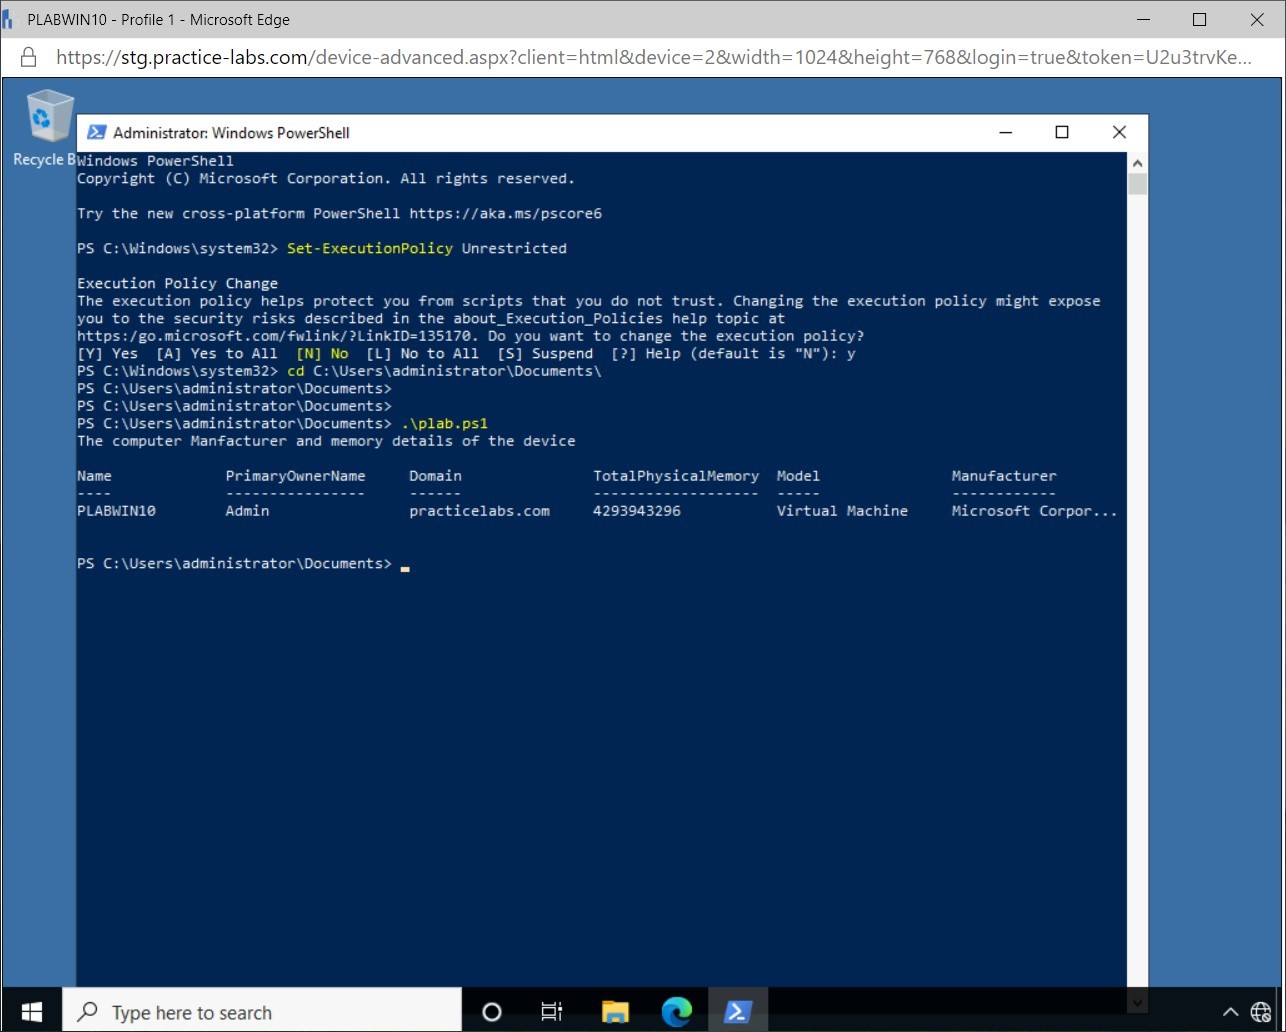 PLABWIN10 - Profile 1 - Microsoft Edge
https://stg.practice-labs.com/device-advanced.aspx?client=html&device=2&width=1024&height=768&login=true&token=U2u3trvKe...
Recycle B
Administrator: Windows PowerShell
Windows PowerShell
Copyright (C) Microsoft Corporation. All rights reserved.
Try the new cross-platform PowerShell https://aka.ms/pscore6
PS C:\Windows\system32> Set-ExecutionPolicy Unrestricted
Execution Policy Change
The execution policy helps protect you from scripts that you do not trust. Changing the execution policy might expose
you to the security risks described in the about_Execution_Policies help topic at
https:/go.microsoft.com/fwlink/?LinkID=135170. Do you want to change the execution policy?
[Y] Yes  [A] Yes to All  [N] No  [L] No to All  [S] Suspend  [?] Help (default is "N"): y
PS C:\Windows\system32> cd C:\Users\administrator\Documents\
PS C:\Users\administrator\Documents>
PS C:\Users\administrator\Documents>
PS C:\Users\administrator\Documents> .\plab.ps1
The computer Manfacturer and memory details of the device
Name PrimaryOwnerName Domain TotalPhysicalMemory Model Manufacturer
---- ---------------- ------ ------------------- ----- ------------
PLABWIN10 Admin practicelabs.com 4293943296 Virtual Machine Microsoft Corpor...
PS C:\Users\administrator\Documents> _
Type here to search